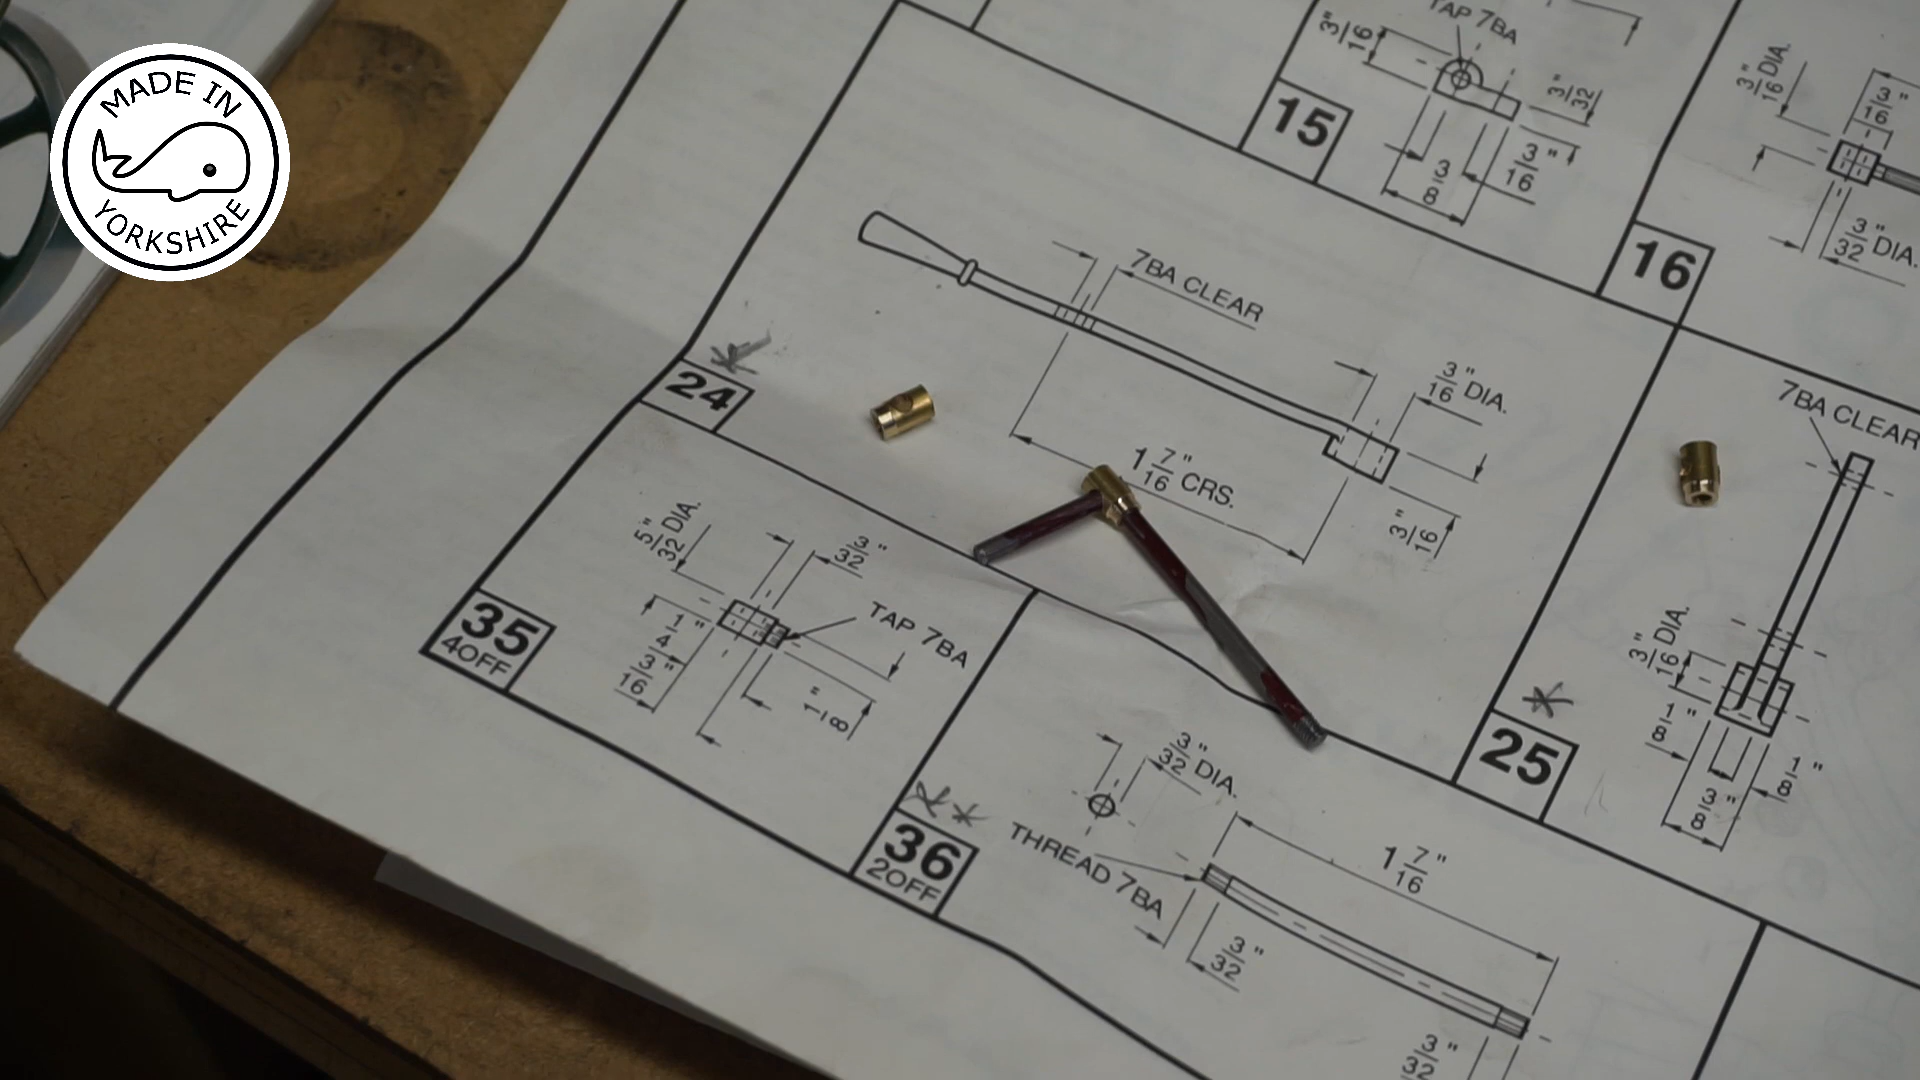 MADE IN
YORKSHIRE
TAP 7BA
3/16"
3/32"
3/16"
3/8
15
3/16" DIA.
3/16"
3/32" DIA.
16
7BA CLEAR
3/16" DIA.
1 7/16" CRS.
3/16"
24
7BA CLEAR
3/16" DIA.
1/8"
3/8"
1/8"
25
5/32" DIA.
3/32"
TAP 7BA
1/4"
3/16"
1/8"
35
4OFF
3/32" DIA.
THREAD 7BA
1 7/16"
3/32"
3/32"
36
2OFF